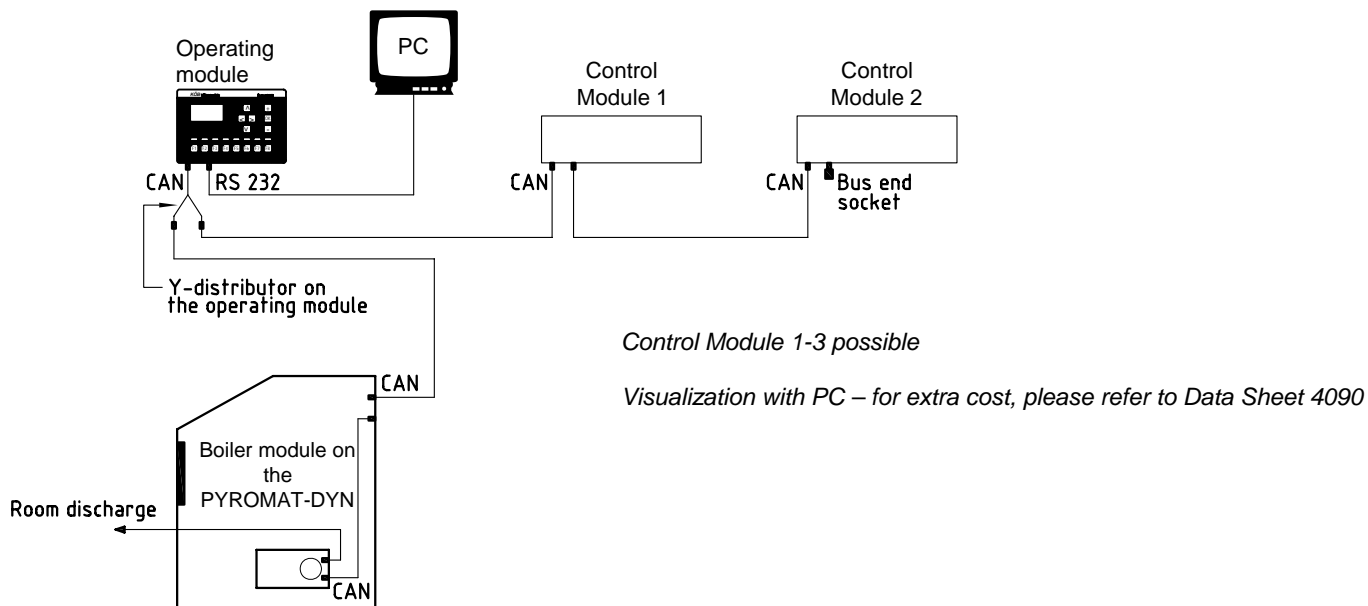 Operating
module
PC
Control
Module 1
Control
Module 2
CAN
RS 232
CAN
CAN
Bus end
socket
Y-distributor on
the operating module
Control Module 1-3 possible
CAN
Visualization with PC – for extra cost, please refer to Data Sheet 4090
Boiler module on
the
PYROMAT-DYN
Room discharge
CAN